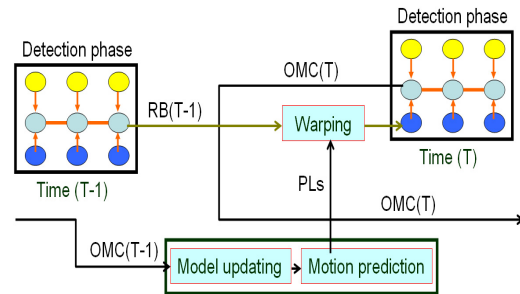 Detection phase
Detection phase
OMC(T)
RB(T-1)
Warping
Time (T-1)
Time (T)
PLs
OMC(T)
OMC(T-1)
Model updating
Motion prediction